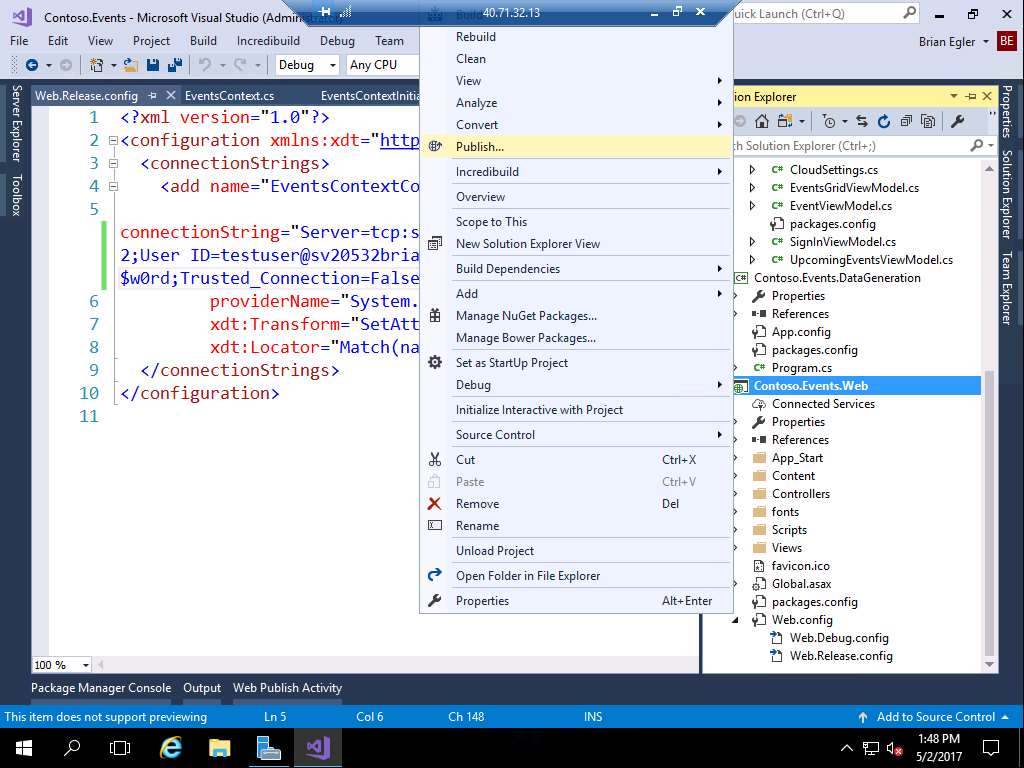 Contoso.Events - Microsoft Visual Studio (Admi
40.71.32.13
uick Launch (Ctrl+Q)
File Edit View Project Build Incredibuild Debug Team
Brian Egler BE
Debug Any CPU
Server Explorer
Toolbox
Web.Release.config EventsContext.cs EventsContextInitia
1 <?xml version="1.0"?>
2 <configuration xmlns:xdt="http
3 <connectionStrings>
4 <add name="EventsContextCo
5
connectionString="Server=tcp:s
2;User ID=testuser@sv20532bria
$w0rd;Trusted_Connection=False
6 providerName="System.
7 xdt:Transform="SetAtt
8 xdt:Locator="Match(na
9 </connectionStrings>
10 </configuration>
11
100 %
Rebuild
Clean
View
Analyze
Convert
Publish...
Incredibuild
Overview
Scope to This
New Solution Explorer View
Build Dependencies
Add
Manage NuGet Packages...
Manage Bower Packages...
Set as StartUp Project
Debug
Initialize Interactive with Project
Source Control
Cut Ctrl+X
Paste Ctrl+V
Remove Del
Rename
Unload Project
Open Folder in File Explorer
Properties Alt+Enter
ion Explorer
ch Solution Explorer (Ctrl+;)
C# CloudSettings.cs
C# EventsGridViewModel.cs
C# EventViewModel.cs
packages.config
C# SignInViewModel.cs
C# UpcomingEventsViewModel.cs
C# Contoso.Events.DataGeneration
Properties
References
App.config
packages.config
C# Program.cs
Contoso.Events.Web
Connected Services
Properties
References
App_Start
Content
Controllers
fonts
Scripts
Views
favicon.ico
Global.asax
packages.config
Web.config
Web.Debug.config
Web.Release.config
Properties
Solution Explorer
Team Explorer
Package Manager Console Output Web Publish Activity
This item does not support previewing Ln 5 Col 6 Ch 148 INS Add to Source Control
1:48 PM
5/2/2017